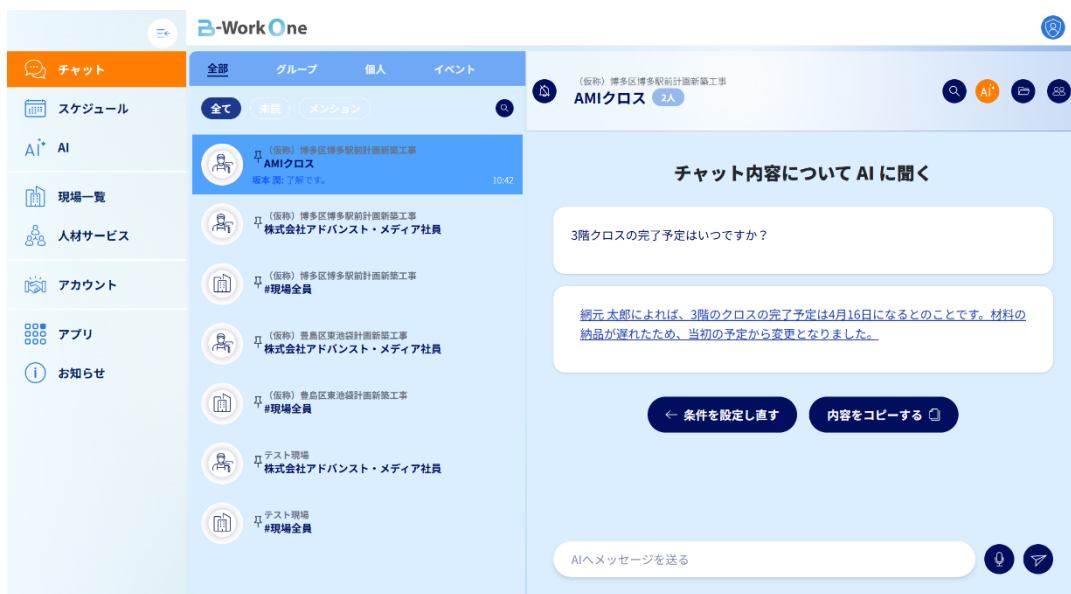 B-Work One
チャット
スケジュール
AI AI
現場一覧
人材サービス
アカウント
アプリ
お知らせ
全部 グループ 個人 イベント
全て 未読 メンション
（仮称）博多区博多駅前計画新築工事
AMIクロス
坂本 潤: 了解です。 10:42
（仮称）博多区博多駅前計画新築工事
株式会社アドバンスト・メディア社員
（仮称）博多区博多駅前計画新築工事
#現場全員
（仮称）豊島区東池袋計画新築工事
株式会社アドバンスト・メディア社員
（仮称）豊島区東池袋計画新築工事
#現場全員
テスト現場
株式会社アドバンスト・メディア社員
テスト現場
#現場全員
（仮称）博多区博多駅前計画新築工事
AMIクロス 2人
AI
チャット内容について AI に聞く
3階クロスの完了予定はいつですか？
網元 太郎によれば、3階のクロスの完了予定は4月16日になるとのことです。材料の
納品が遅れたため、当初の予定から変更となりました。
← 条件を設定し直す 内容をコピーする
AIへメッセージを送る